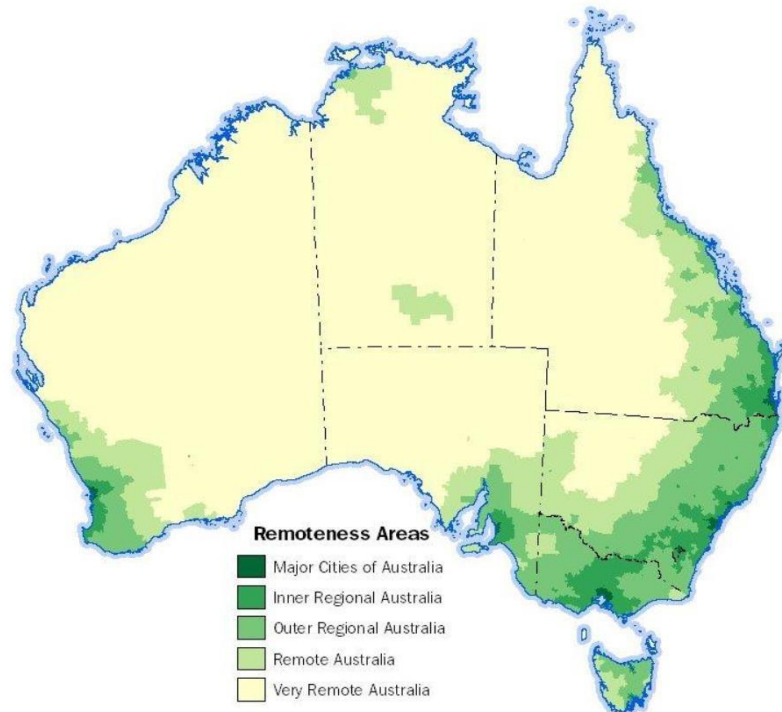 Remoteness Areas
Major Cities of Australia
Inner Regional Australia
Outer Regional Australia
Remote Australia
Very Remote Australia